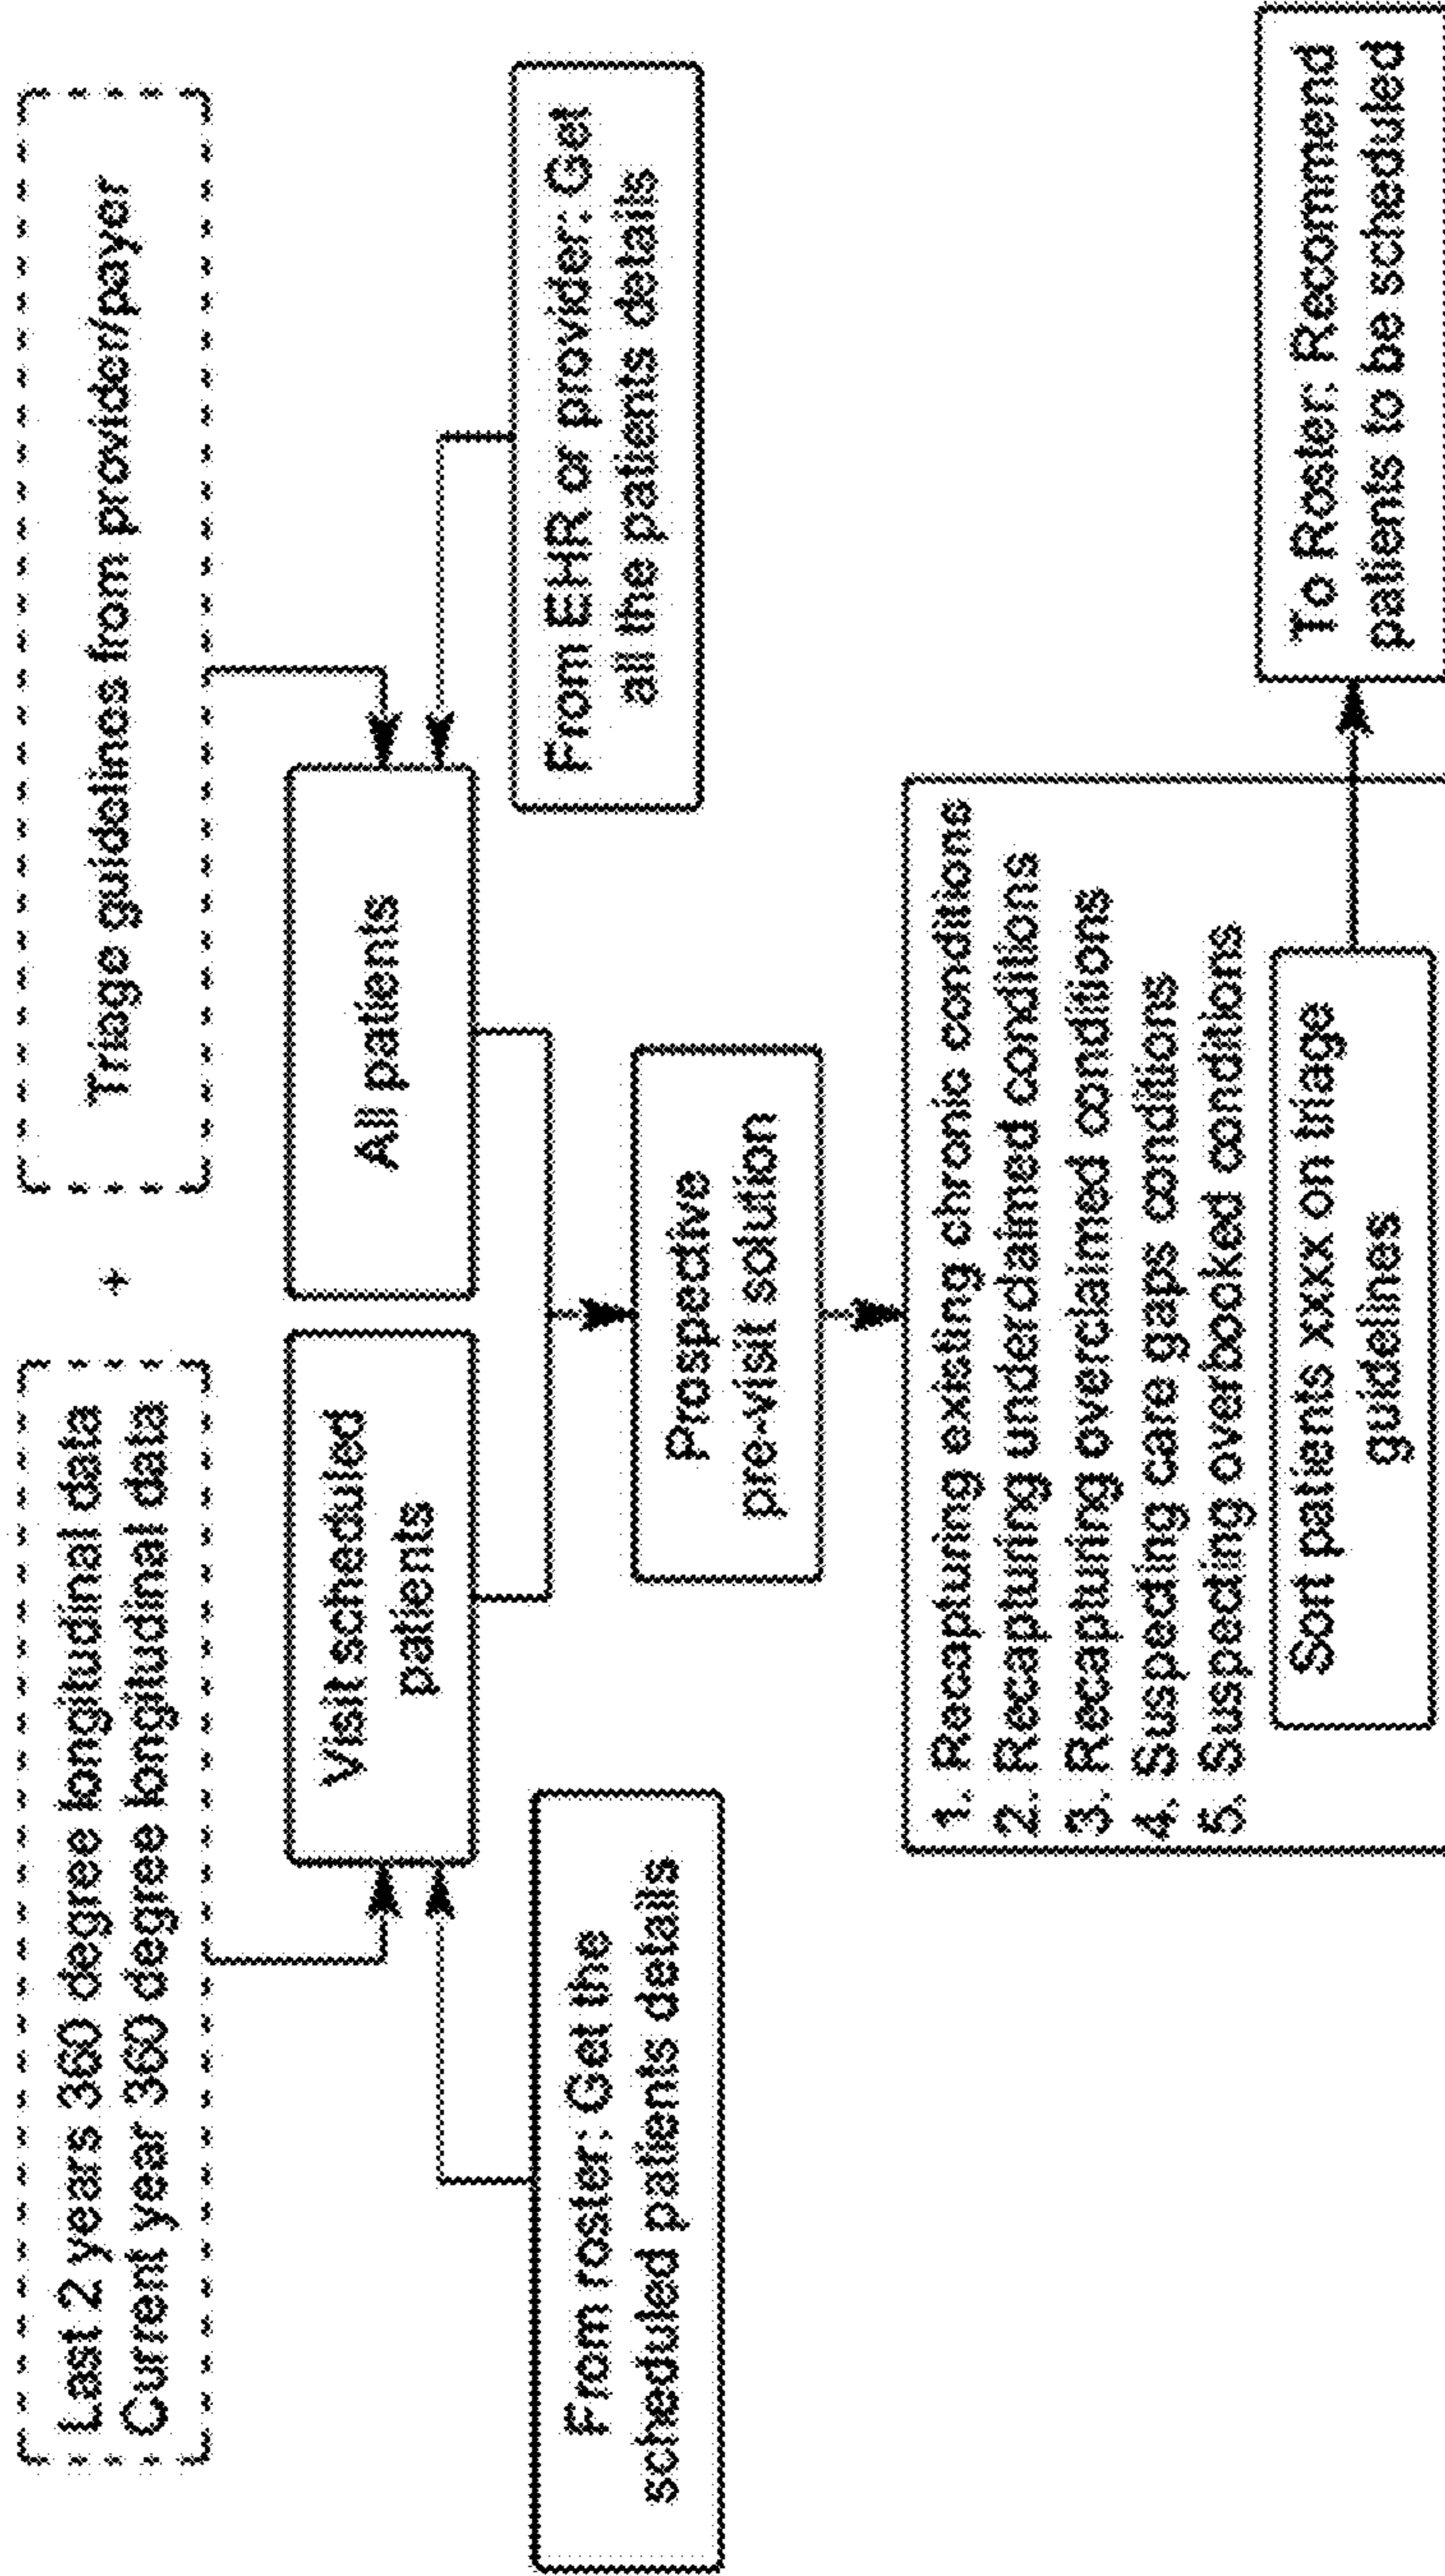 Last 2 years 360 degree longitudinal data
Current year 360 degree longitudinal data
+
Triage guidelines from provider/payer
Visit scheduled
patients
All patients
From roster: Get the
scheduled patients details
From EHR or provider: Get
all the patients details
Prospective
pre-visit solution
1. Recapturing existing chronic conditions
2. Recapturing underclaimed conditions
3. Recapturing overclaimed conditions
4. Suspecting care gaps conditions
5. Suspecting overbooked conditions
Sort patients xxxx on triage
guidelines
To Roster: Recommend
patients to be scheduled